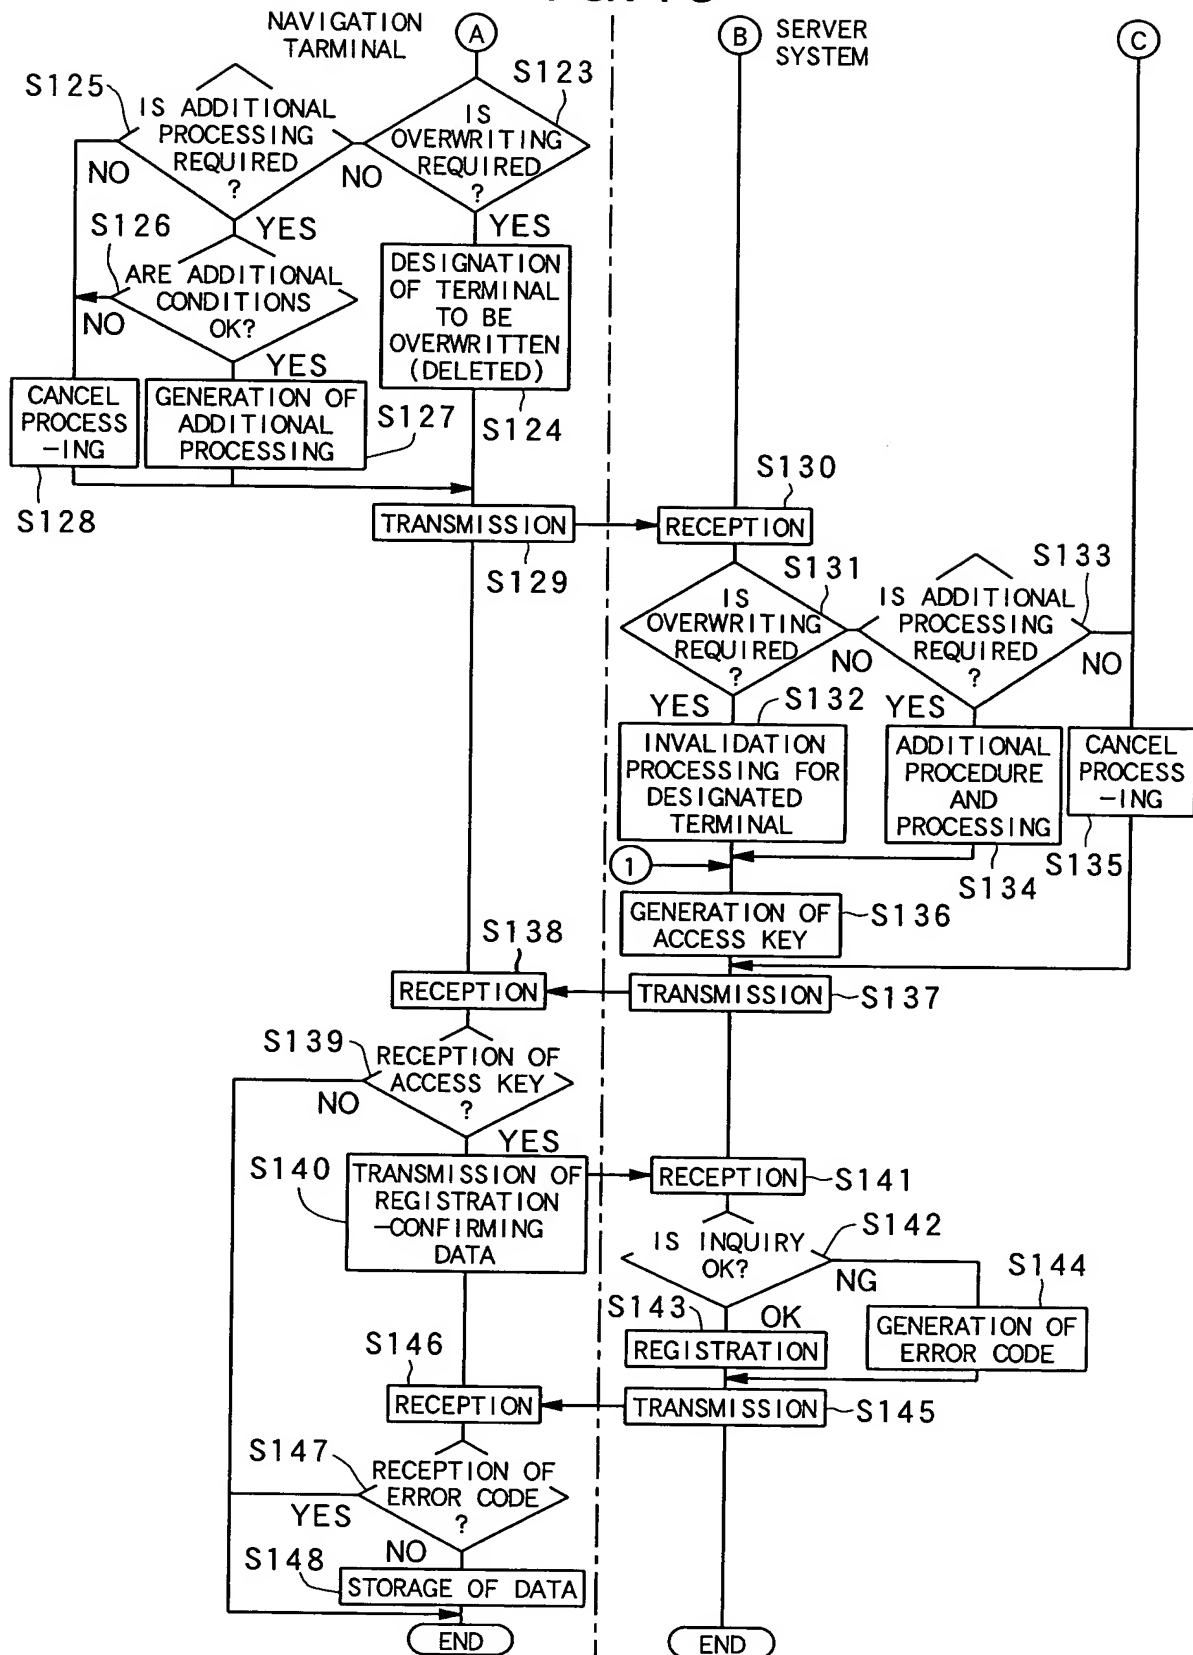 NAVIGATION
TARMINAL
A
B
SERVER
SYSTEM
C
S125
IS ADDITIONAL
PROCESSING
REQUIRED
?
NO
YES
S123
IS
OVERWRITING
REQUIRED
?
NO
YES
S126
ARE ADDITIONAL
CONDITIONS
OK?
NO
YES
DESIGNATION
OF TERMINAL
TO BE
OVERWRITTEN
(DELETED)
S124
CANCEL
PROCESS
-ING
S128
GENERATION OF
ADDITIONAL
PROCESSING
S127
TRANSMISSION
S129
S130
RECEPTION
S131
IS
OVERWRITING
REQUIRED
?
NO
YES
S133
IS ADDITIONAL
PROCESSING
REQUIRED
?
NO
YES
S132
INVALIDATION
PROCESSING FOR
DESIGNATED
TERMINAL
ADDITIONAL
PROCEDURE
AND
PROCESSING
S134
CANCEL
PROCESS
-ING
S135
1
GENERATION OF
ACCESS KEY
S136
S138
RECEPTION
TRANSMISSION
S137
S139
RECEPTION OF
ACCESS KEY
?
NO
YES
S140
TRANSMISSION OF
REGISTRATION
-CONFIRMING
DATA
RECEPTION
S141
IS INQUIRY
OK?
S142
NG
OK
S143
REGISTRATION
S144
GENERATION OF
ERROR CODE
S146
RECEPTION
TRANSMISSION
S145
S147
RECEPTION OF
ERROR CODE
?
YES
NO
S148
STORAGE OF DATA
END
END